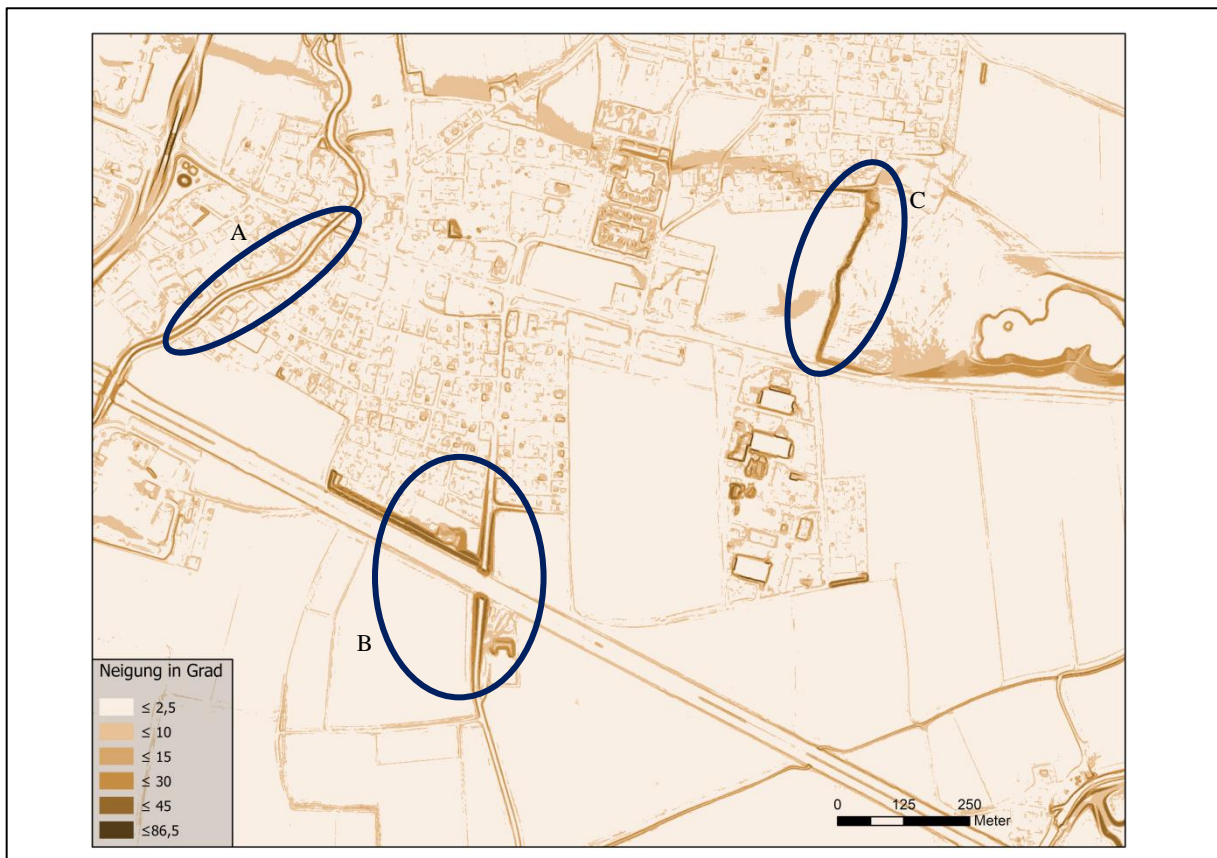 A
C
B
Neigung in Grad
≤ 2,5
≤ 10
≤ 15
≤ 30
≤ 45
≤86,5
0 125 250
Meter